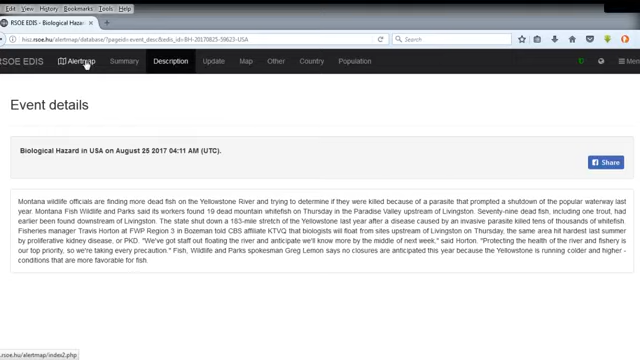 Edit View History Bookmarks Tools Help
RSOE EDIS - Biological Hazar
hisz.rsoe.hu/alertmap/database/?pageid=event_desc&edis_id=BH-20170825-59623-USA
Search
RSOE EDIS Alertmap Summary Description Update Map Other Country Population Menu
Event details
Biological Hazard in USA on August 25 2017 04:11 AM (UTC).
Share
Montana wildlife officials are finding more dead fish on the Yellowstone River and trying to determine if they were killed because of a parasite that prompted a shutdown of the popular waterway last
year. Montana Fish Wildlife and Parks said its workers found 19 dead mountain whitefish on Thursday in the Paradise Valley upstream of Livingston. Seventy-nine dead fish, including one trout, had
earlier been found downstream of Livingston. The state shut down a 183-mile stretch of the Yellowstone last year after a disease caused by an invasive parasite killed tens of thousands of whitefish.
Fisheries manager Travis Horton at FWP Region 3 in Bozeman told CBS affiliate KTVQ that biologists will float from sites upstream of Livingston on Thursday, the same area hit hardest last summer
by proliferative kidney disease, or PKD. "We've got staff out floating the river and anticipate we'll know more by the middle of next week," said Horton. "Protecting the health of the river and fishery is
our top priority, so we're taking every precaution." Fish, Wildlife and Parks spokesman Greg Lemon says no closures are anticipated this year because the Yellowstone is running colder and higher -
conditions that are more favorable for fish.
.rsoe.hu/alertmap/index2.php